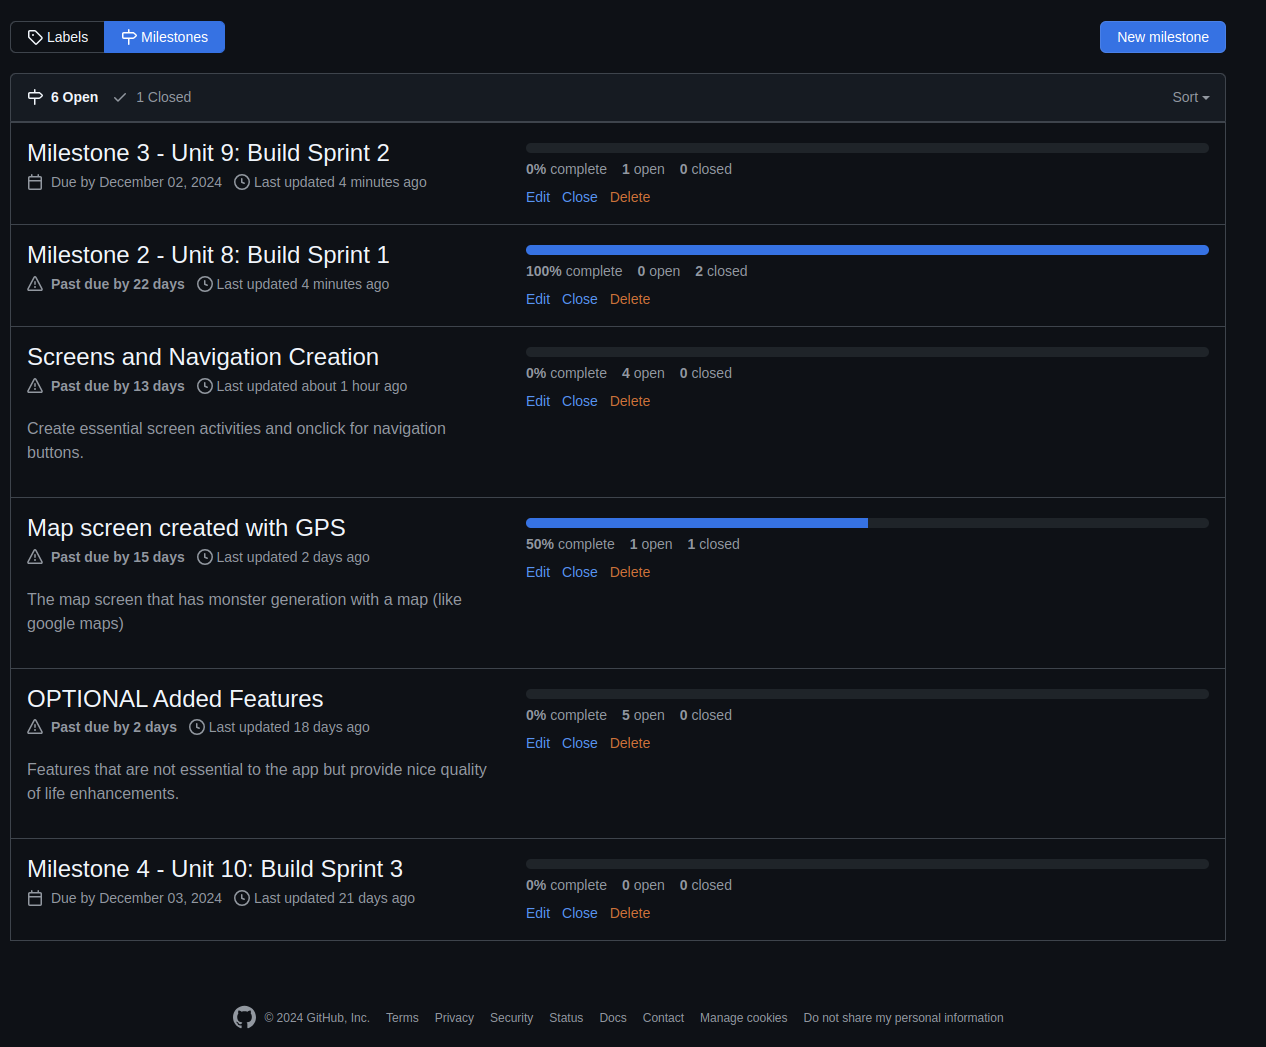 Labels Milestones New milestone
6 Open 1 Closed Sort
Milestone 3 - Unit 9: Build Sprint 2
Due by December 02, 2024 Last updated 4 minutes ago
0% complete 1 open 0 closed
Edit Close Delete
Milestone 2 - Unit 8: Build Sprint 1
Past due by 22 days Last updated 4 minutes ago
100% complete 0 open 2 closed
Edit Close Delete
Screens and Navigation Creation
Past due by 13 days Last updated about 1 hour ago
Create essential screen activities and onclick for navigation
buttons.
0% complete 4 open 0 closed
Edit Close Delete
Map screen created with GPS
Past due by 15 days Last updated 2 days ago
The map screen that has monster generation with a map (like
google maps)
50% complete 1 open 1 closed
Edit Close Delete
OPTIONAL Added Features
Past due by 2 days Last updated 18 days ago
Features that are not essential to the app but provide nice quality
of life enhancements.
0% complete 5 open 0 closed
Edit Close Delete
Milestone 4 - Unit 10: Build Sprint 3
Due by December 03, 2024 Last updated 21 days ago
0% complete 0 open 0 closed
Edit Close Delete
© 2024 GitHub, Inc. Terms Privacy Security Status Docs Contact Manage cookies Do not share my personal information